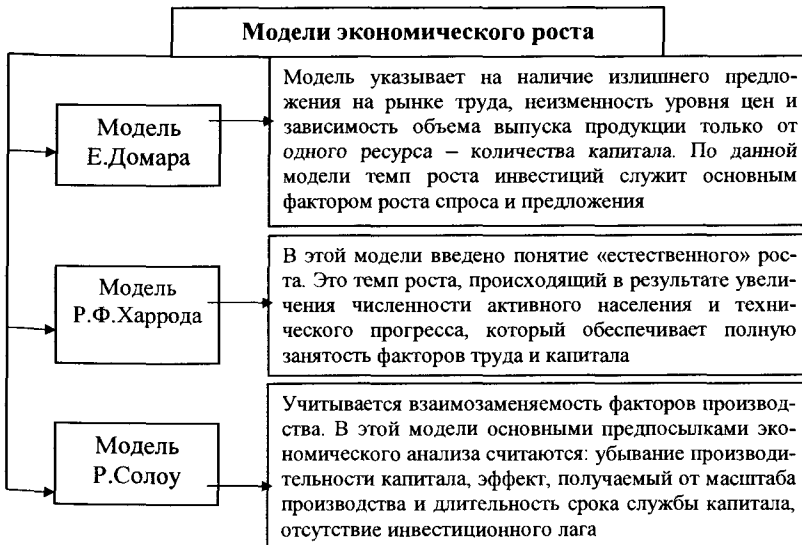 Модели экономического роста
Модель
Е.Домара
Модель указывает на наличие излишнего предло-
жения на рынке труда, неизменность уровня цен и
зависимость объема выпуска продукции только от
одного ресурса – количества капитала. По данной
модели темп роста инвестиций служит основным
фактором роста спроса и предложения
Модель
Р.Ф.Харрода
В этой модели введено понятие «естественного» рос-
та. Это темп роста, происходящий в результате увели-
чения численности активного населения и техни-
ческого прогресса, который обеспечивает полную
занятость факторов труда и капитала
Модель
Р.Солоу
Учитывается взаимозаменяемость факторов производ-
ства. В этой модели основными предпосылками эко-
номического анализа считаются: убывание производи-
тельности капитала, эффект, получаемый от масштаба
производства и длительность срока службы капитала,
отсутствие инвестиционного лага